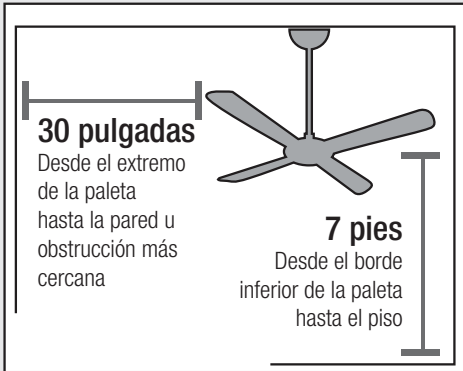 30 pulgadas
Desde el extremo
de la paleta
hasta la pared u
obstrucción más
cercana
7 pies
Desde el borde
inferior de la paleta
hasta el piso